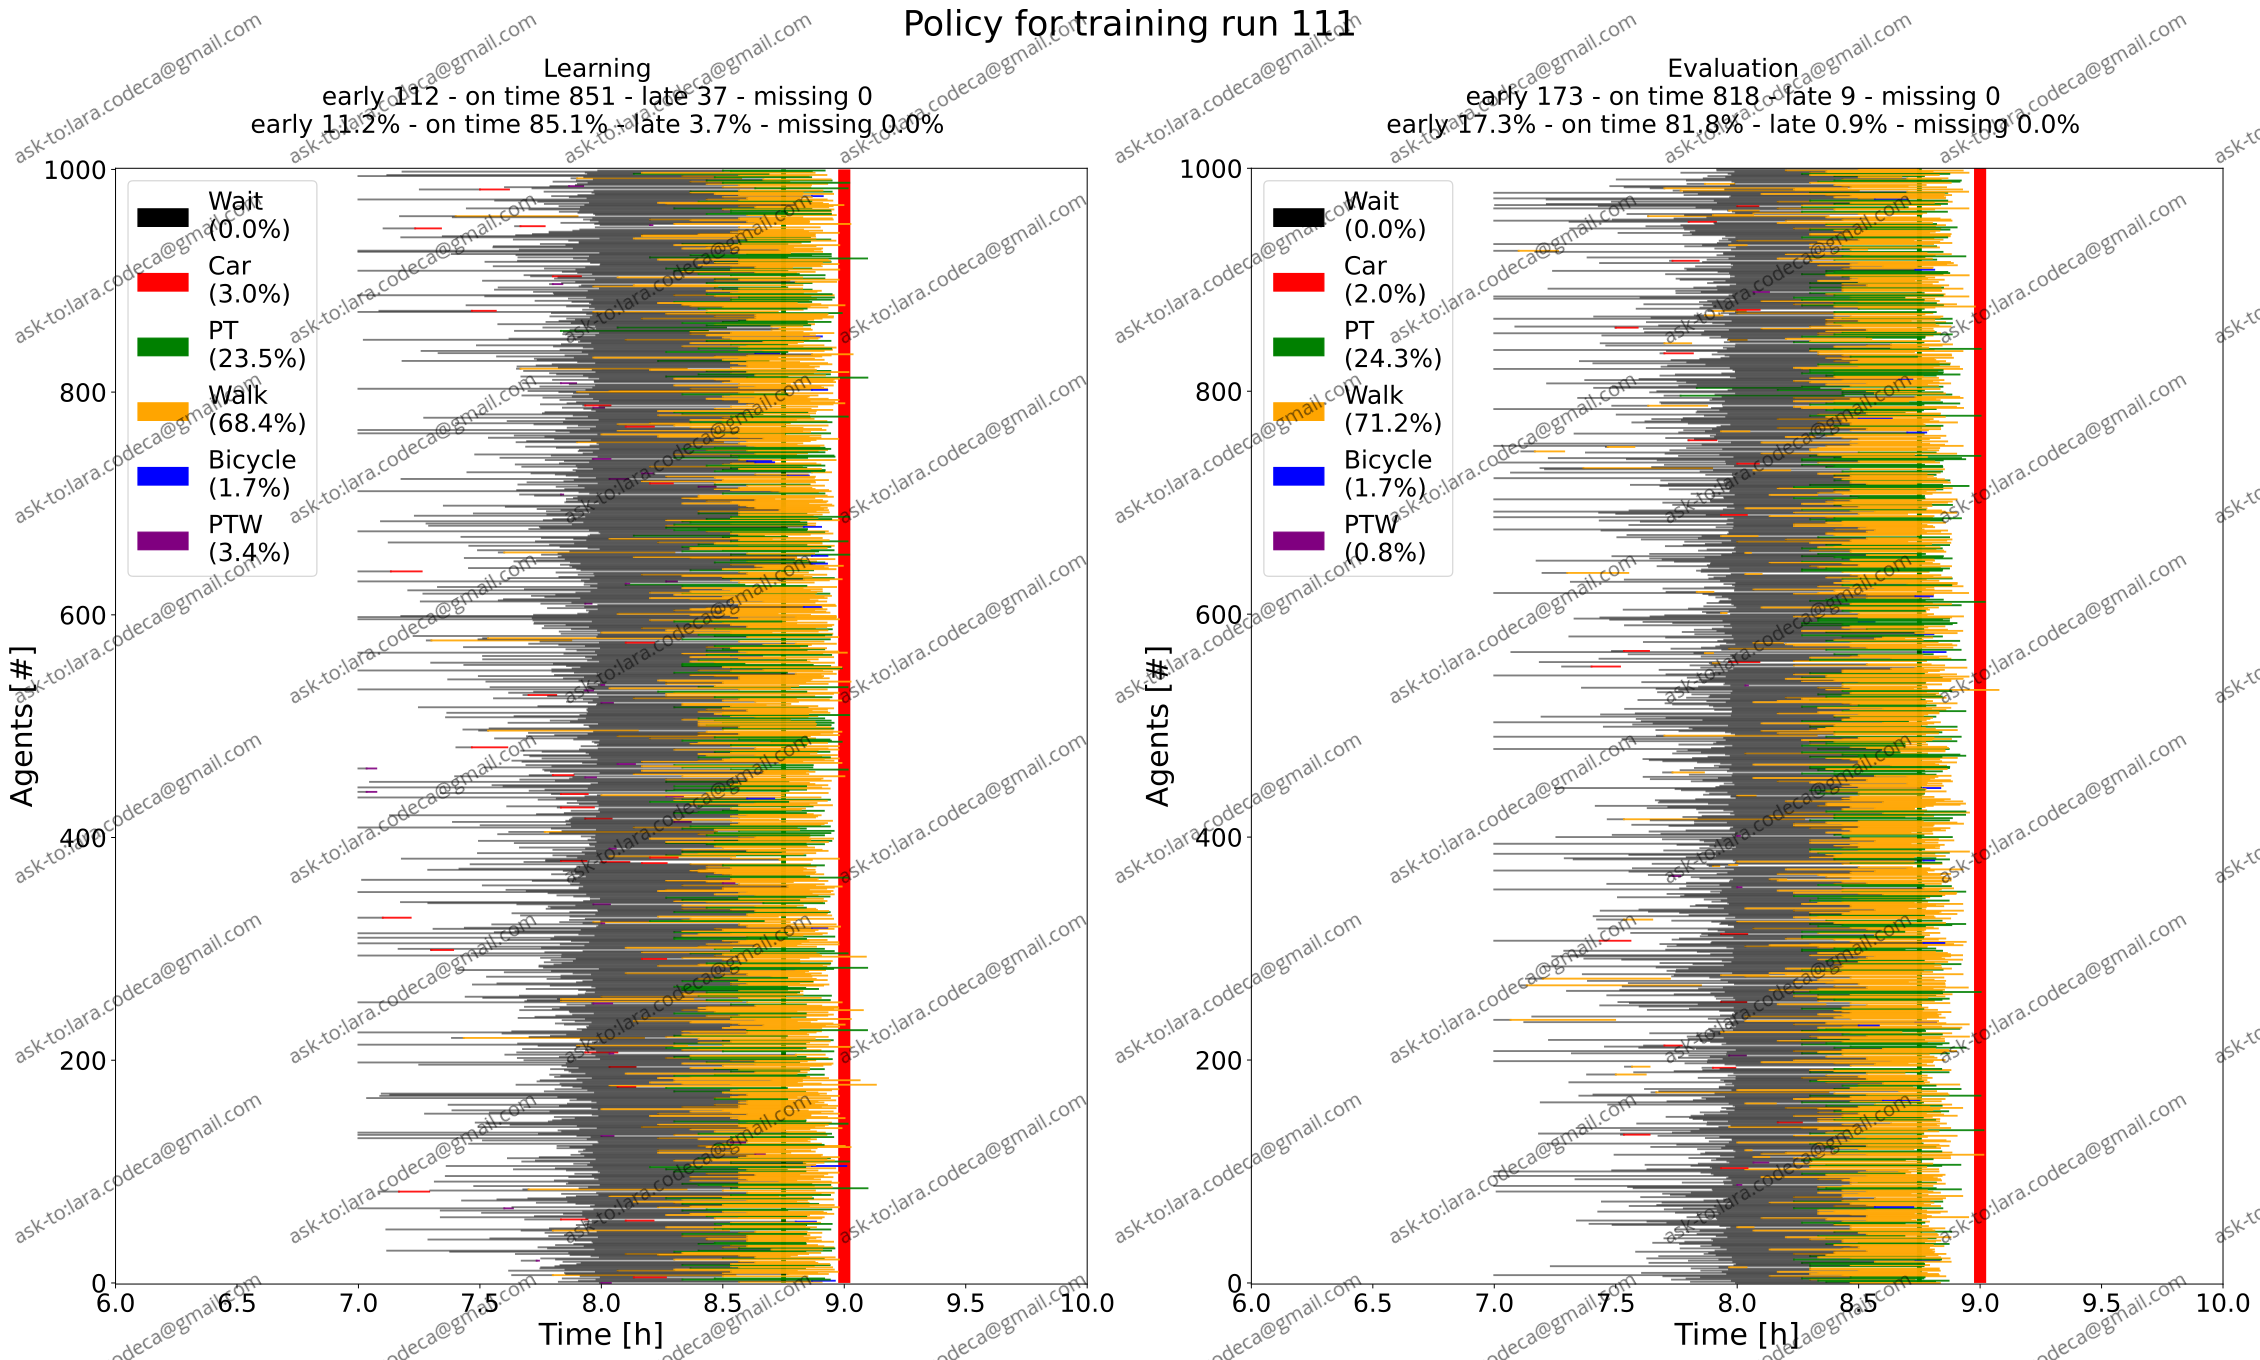 Policy for training run 111
Learning
early 112 - on time 851 - late 37 - missing 0
early 11.2% - on time 85.1% - late 3.7% - missing 0.0%
Wait
(0.0%)
Car
(3.0%)
PT
(23.5%)
Walk
(68.4%)
Bicycle
(1.7%)
PTW
(3.4%)
1000
800
600
400
200
0
Agents [#]
6.0 6.5 7.0 7.5 8.0 8.5 9.0 9.5 10.0
Time [h]
Evaluation
early 173 - on time 818 - late 9 - missing 0
early 17.3% - on time 81.8% - late 0.9% - missing 0.0%
Wait
(0.0%)
Car
(2.0%)
PT
(24.3%)
Walk
(71.2%)
Bicycle
(1.7%)
PTW
(0.8%)
1000
800
600
400
200
0
Agents [#]
6.0 6.5 7.0 7.5 8.0 8.5 9.0 9.5 10.0
Time [h]
ask-to:lara.codeca@gmail.com